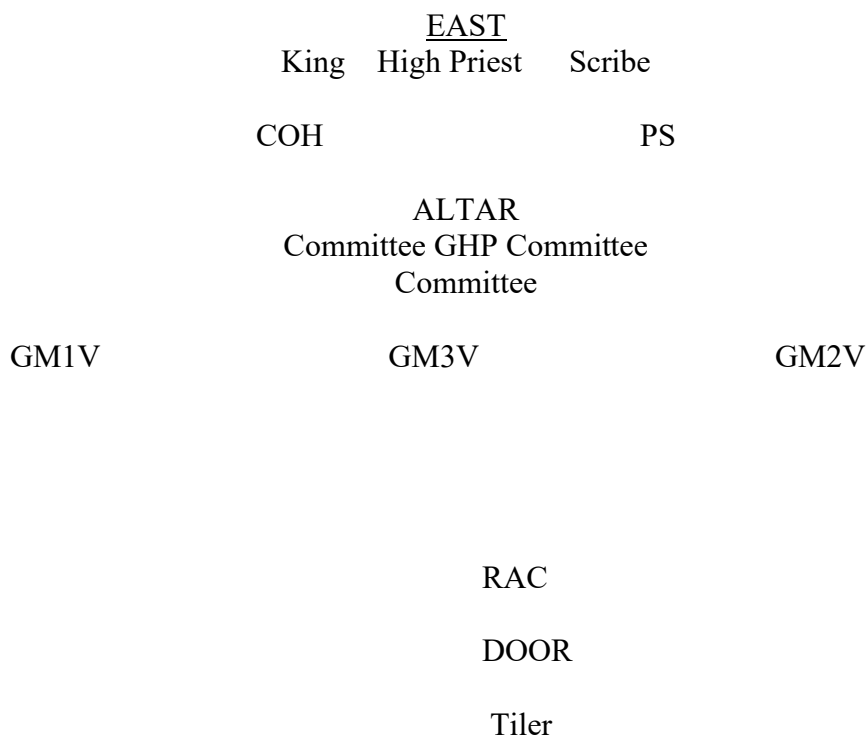 EAST
King High Priest Scribe
COH PS
ALTAR
Committee GHP Committee
Committee
GM1V GM3V GM2V
RAC
DOOR
Tiler